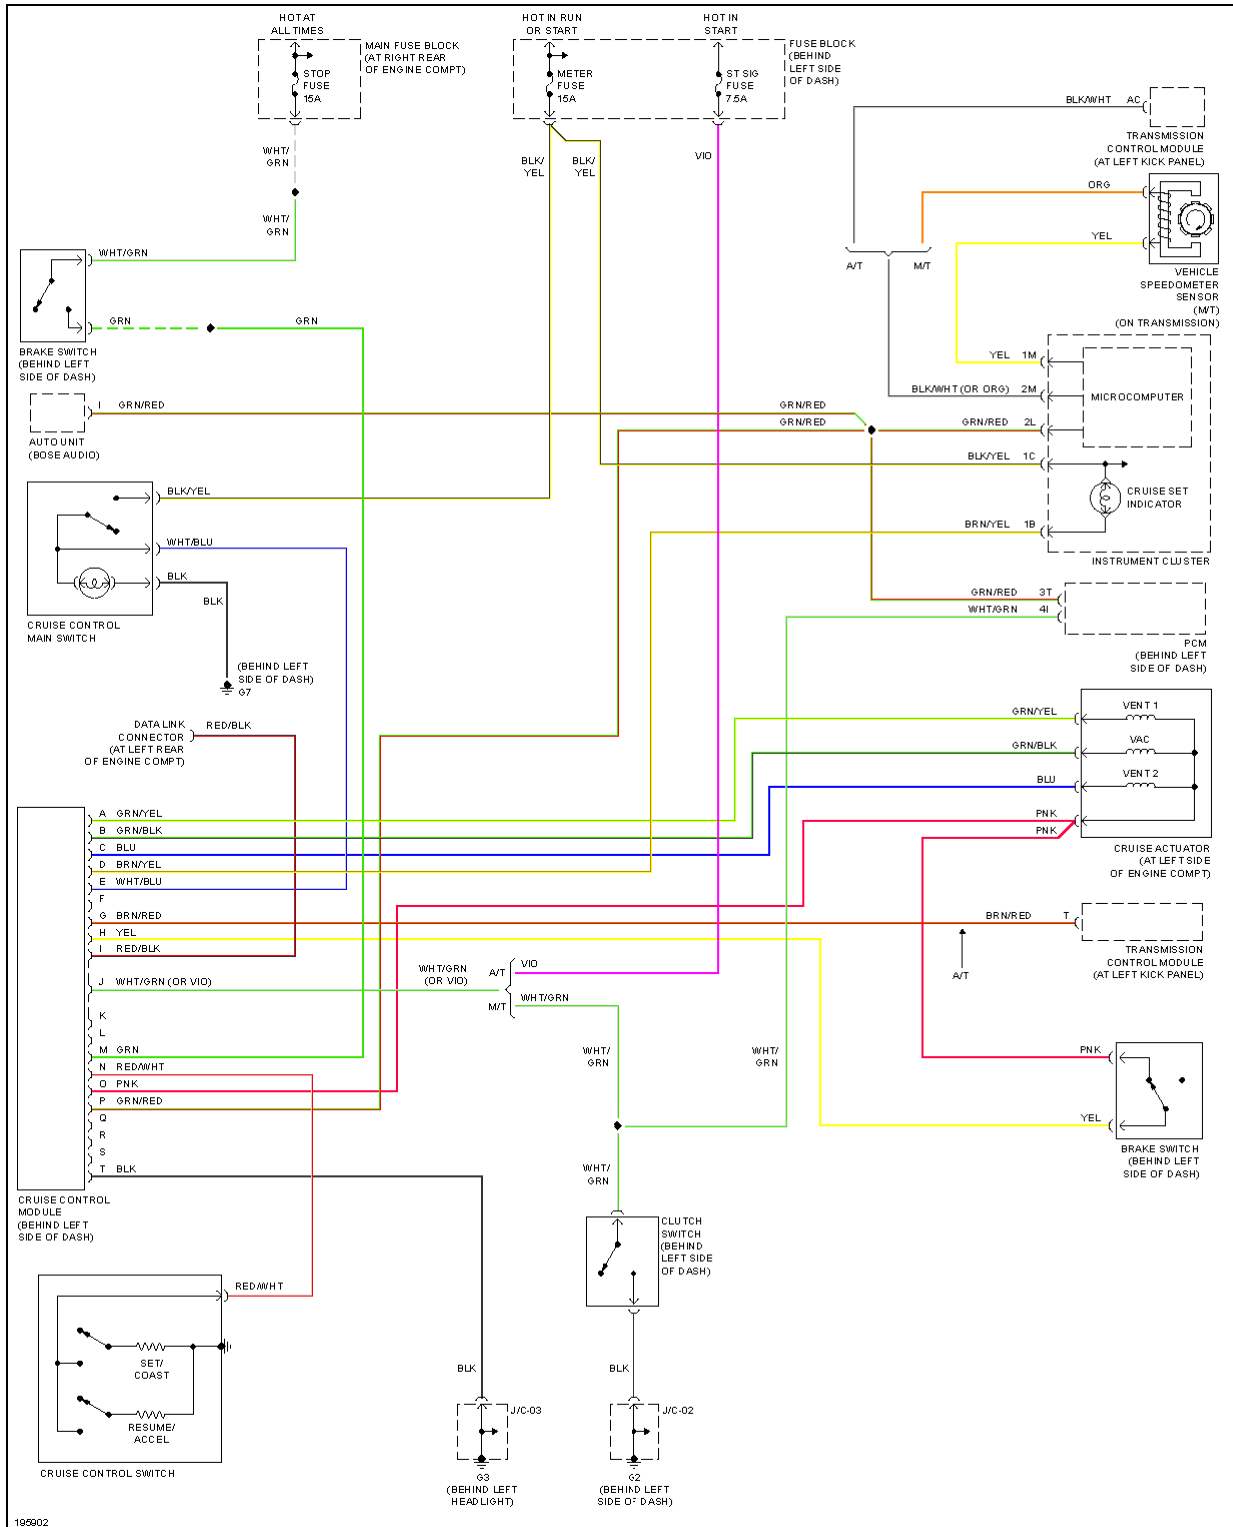 HOT AT
ALL TIMES
MAIN FUSE BLOCK
(AT RIGHT REAR
OF ENGINE COMPT)
STOP
FUSE
15A
HOT IN RUN
OR START
HOT IN
START
METER
FUSE
15A
ST SIG
FUSE
7.5A
FUSE BLOCK
(BEHIND
LEFT SIDE
OF DASH)
WHT/
GRN
WHT/
GRN
BLK/
YEL
BLK/
YEL
VIO
BLK/WHT AC
TRANSMISSION
CONTROL MODULE
(AT LEFT KICK PANEL)
ORG
YEL
A/T
M/T
VEHICLE
SPEEDOMETER
SENSOR
(M/T)
(ON TRANSMISSION)
WHT/GRN
GRN
GRN
BRAKE SWITCH
(BEHIND LEFT
SIDE OF DASH)
I GRN/RED
AUTO UNIT
(BOSE AUDIO)
GRN/RED
GRN/RED
YEL 1M
BLK/WHT (OR ORG) 2M
GRN/RED 2L
BLK/YEL 1C
BRN/YEL 1B
MICROCOMPUTER
CRUISE SET
INDICATOR
INSTRUMENT CLUSTER
BLK/YEL
WHT/BLU
BLK
BLK
CRUISE CONTROL
MAIN SWITCH
(BEHIND LEFT
SIDE OF DASH)
G7
GRN/RED 3T
WHT/GRN 4I
PCM
(BEHIND LEFT
SIDE OF DASH)
DATA LINK
CONNECTOR
(AT LEFT REAR
OF ENGINE COMPT)
RED/BLK
GRN/YEL
GRN/BLK
BLU
PNK
PNK
VENT 1
VAC
VENT 2
CRUISE ACTUATOR
(AT LEFT SIDE
OF ENGINE COMPT)
A GRN/YEL
B GRN/BLK
C BLU
D BRN/YEL
E WHT/BLU
F
G BRN/RED
H YEL
I RED/BLK
J WHT/GRN (OR VIO)
K
L
M GRN
N RED/WHT
O PNK
P GRN/RED
Q
R
S
T BLK
CRUISE CONTROL
MODULE
(BEHIND LEFT
SIDE OF DASH)
BRN/RED T
A/T
TRANSMISSION
CONTROL MODULE
(AT LEFT KICK PANEL)
WHT/GRN
(OR VIO)
A/T
VIO
M/T
WHT/GRN
WHT/
GRN
WHT/
GRN
WHT/
GRN
PNK
YEL
BRAKE SWITCH
(BEHIND LEFT
SIDE OF DASH)
CLUTCH
SWITCH
(BEHIND
LEFT SIDE
OF DASH)
RED/WHT
SET/
COAST
RESUME/
ACCEL
CRUISE CONTROL SWITCH
BLK
J/C-03
G3
(BEHIND LEFT
HEADLIGHT)
BLK
J/C-02
G2
(BEHIND LEFT
SIDE OF DASH)
195902